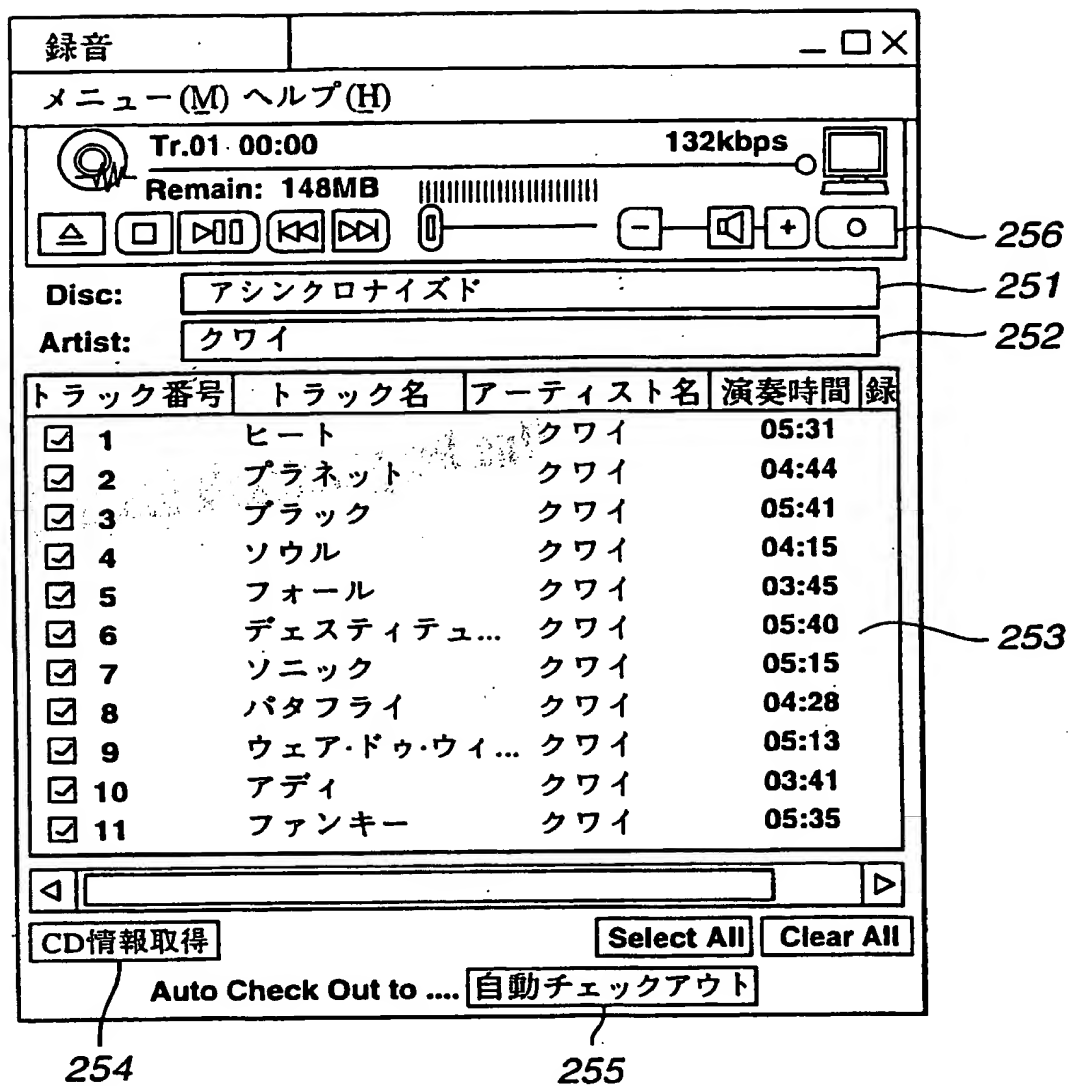 録音
メニュー(M) ヘルプ(H)
Tr.01 00:00 132kbps
Remain: 148MB
256
Disc: アシンクロナイズド 251
Artist: クワイ 252
トラック番号 トラック名 アーティスト名 演奏時間 録
1 ヒート クワイ 05:31
2 プラネット クワイ 04:44
3 ブラック クワイ 05:41
4 ソウル クワイ 04:15
5 フォール クワイ 03:45
6 デェスティテュ... クワイ 05:40 253
7 ソニック クワイ 05:15
8 バタフライ クワイ 04:28
9 ウェア・ドゥ・ウィ... クワイ 05:13
10 アディ クワイ 03:41
11 ファンキー クワイ 05:35
CD情報取得 Select All Clear All
Auto Check Out to .... 自動チェックアウト
254 255